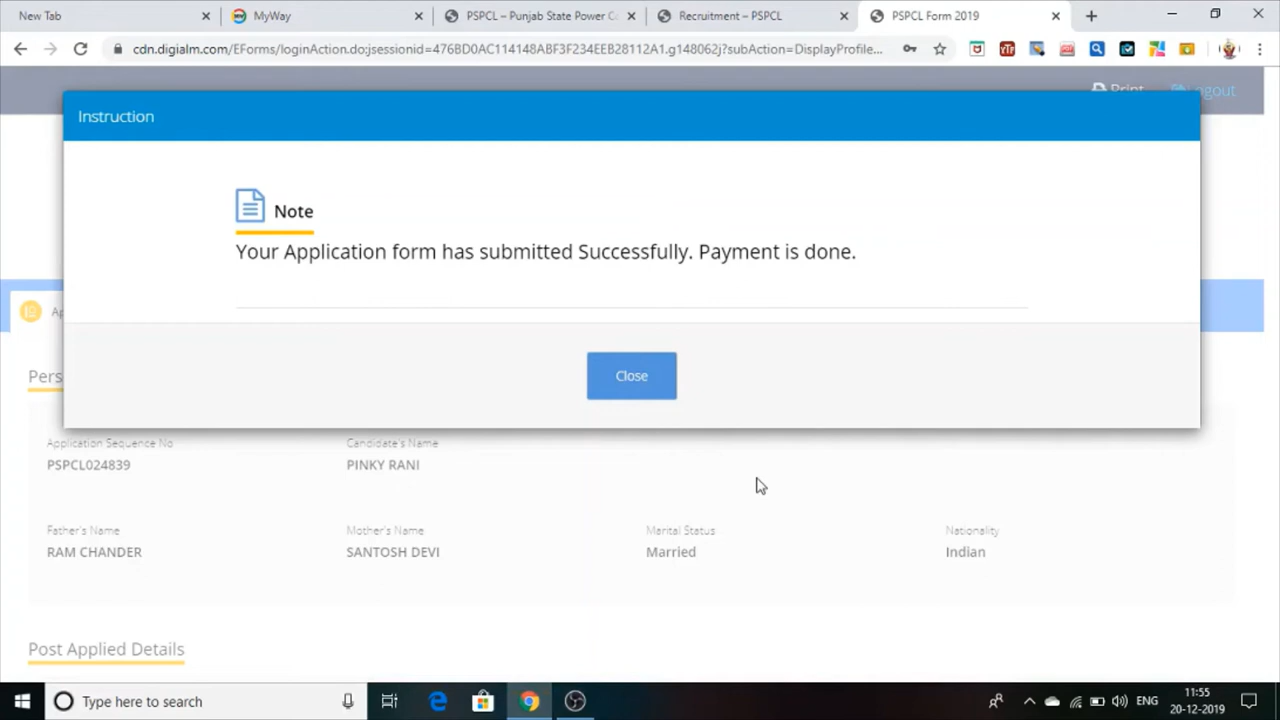 New Tab
MyWay
PSPCL – Punjab State Power C
Recruitment – PSPCL
PSPCL Form 2019
cdn.digialm.com/EForms/loginAction.do;jsessionid=476BD0AC114148ABF3F234EEB28112A1.g148062j?subAction=DisplayProfile...
Print
Logout
Instruction
Note
Your Application form has submitted Successfully. Payment is done.
Close
Application Sequence No
Candidate's Name
PSPCL024839
PINKY RANI
Father's Name
Mother's Name
Marital Status
Nationality
RAM CHANDER
SANTOSH DEVI
Married
Indian
Post Applied Details
Type here to search
ENG
11:55
20-12-2019